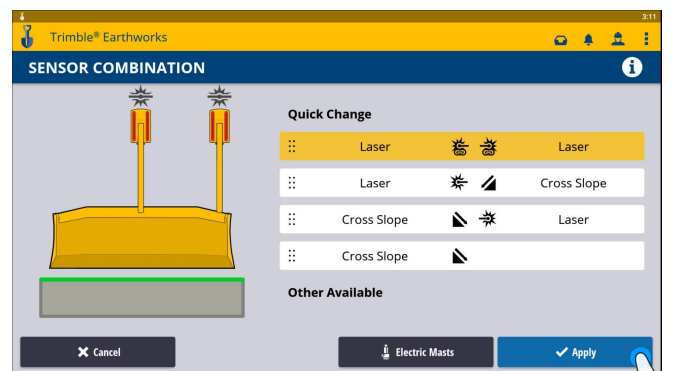 3:11
Trimble® Earthworks
SENSOR COMBINATION
Quick Change
Laser Laser
Laser Cross Slope
Cross Slope Laser
Cross Slope
Other Available
Cancel Electric Masts Apply